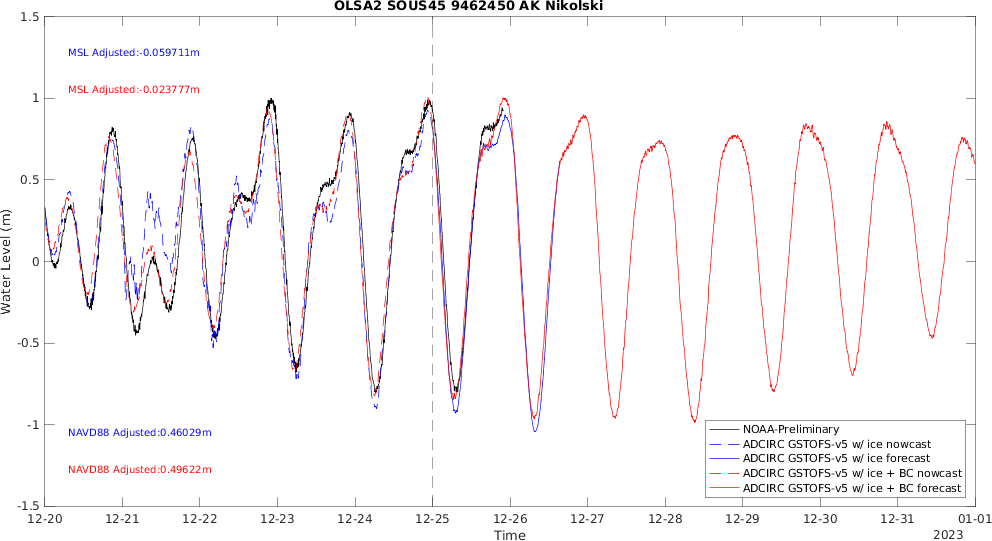 OLSA2 SOUS45 9462450 AK Nikolski
1.5
MSL Adjusted:-0.059711m
1
MSL Adjusted:-0.023777m
0.5
0
Water Level (m)
-0.5
-1
NAVD88 Adjusted:0.46029m
NAVD88 Adjusted:0.49622m
-1.5
NOAA-Preliminary
ADCIRC GSTOFS-v5 w/ ice nowcast
ADCIRC GSTOFS-v5 w/ ice forecast
ADCIRC GSTOFS-v5 w/ ice + BC nowcast
ADCIRC GSTOFS-v5 w/ ice + BC forecast
12-20 12-21 12-22 12-23 12-24 12-25 12-26 12-27 12-28 12-29 12-30 12-31 01-01
Time
2023